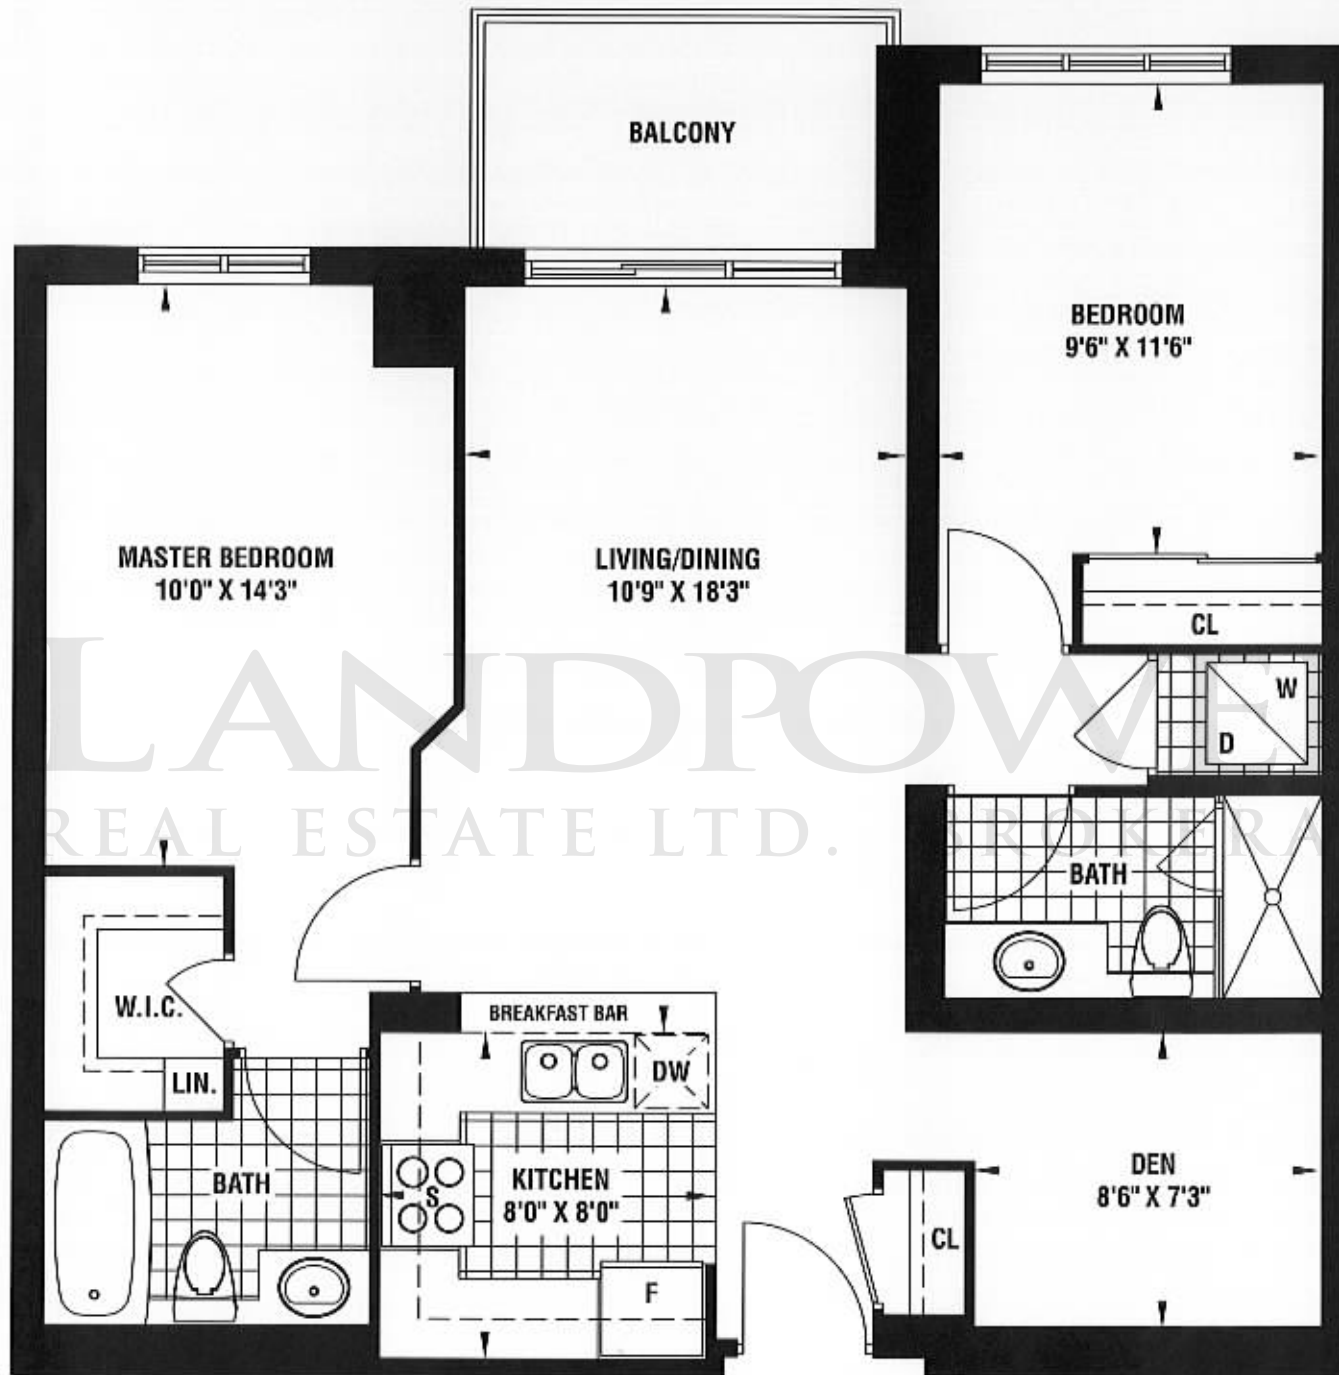 BALCONY
BEDROOM
9'6" X 11'6"
MASTER BEDROOM
10'0" X 14'3"
LIVING/DINING
10'9" X 18'3"
CL
W
D
LANDPOWE
REAL ESTATE LTD. BROKERA
BATH
W.I.C.
LIN.
BREAKFAST BAR
DW
BATH
S
KITCHEN
8'0" X 8'0"
DEN
8'6" X 7'3"
CL
F